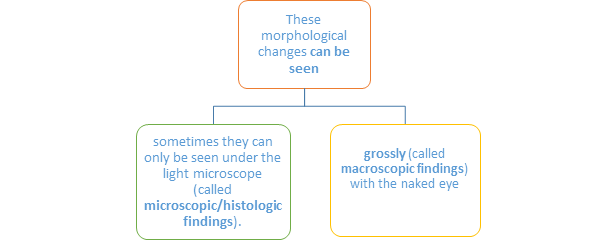 These
morphological
changes can be
seen
sometimes they can
only be seen under the
light microscope
(called
microscopic/histologic
findings).
grossly (called
macroscopic findings)
with the naked eye